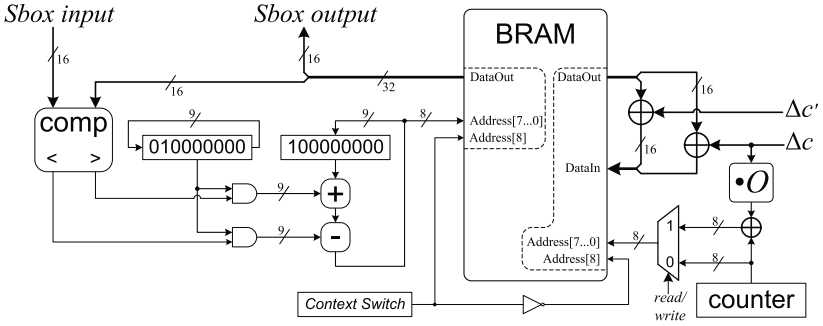 Sbox input
Sbox output
16
16
16
32
comp
< >
9
010000000
9
100000000
8
9
+
9
-
BRAM
DataOut
DataOut
Address[7...0]
Address[8]
DataIn
Address[7...0]
Address[8]
16
16
Δc'
Δc
•O
8
1
8
0
8
read/
write
counter
Context Switch